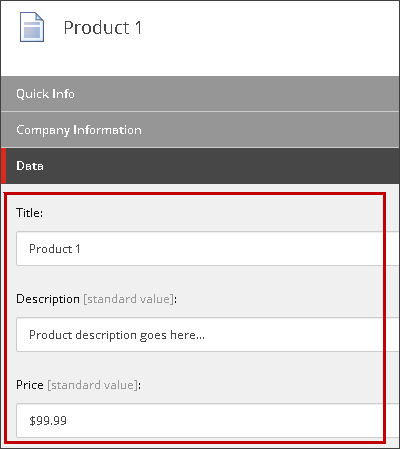 Product 1
Quick Info
Company Information
Data
Title:
Product 1
Description [standard value]:
Product description goes here...
Price [standard value]:
$99.99